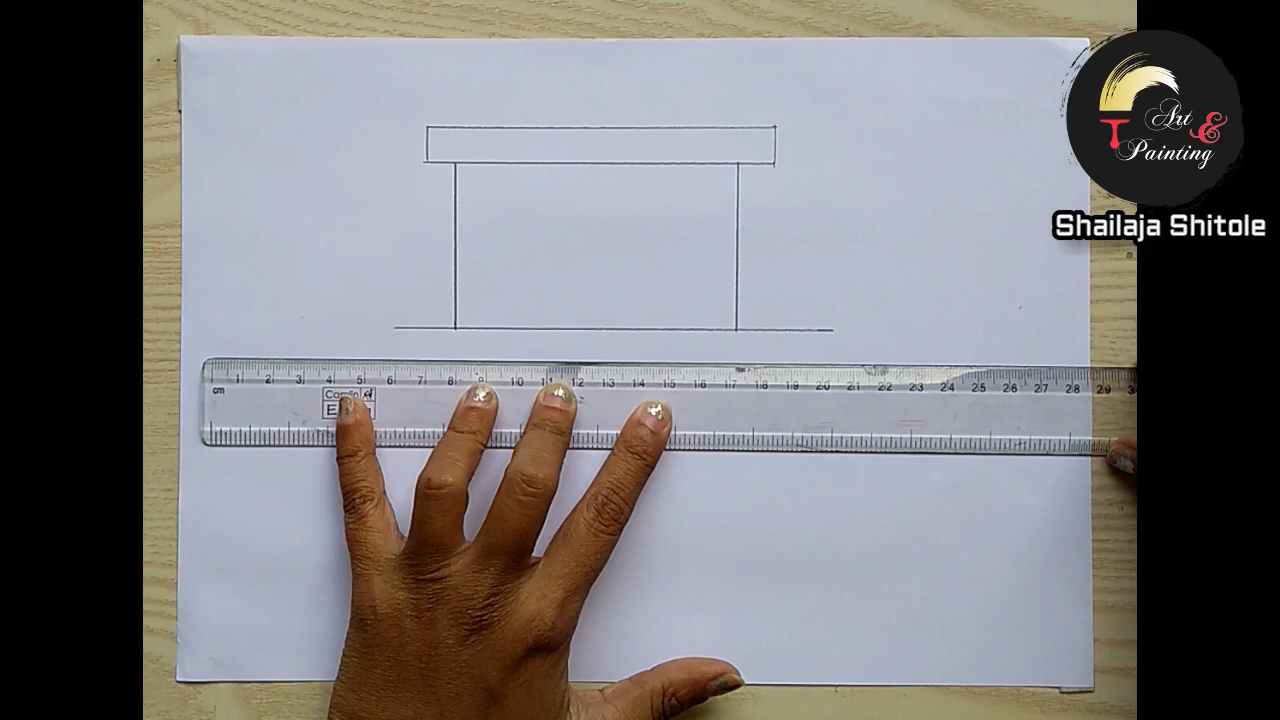 Art &
Painting
Shailaja Shitole
1 2 3 4 5 6 7 8 9 10 11 12 13 14 15 16 17 18 19 20 21 22 23 24 25 26 27 28 29
cm